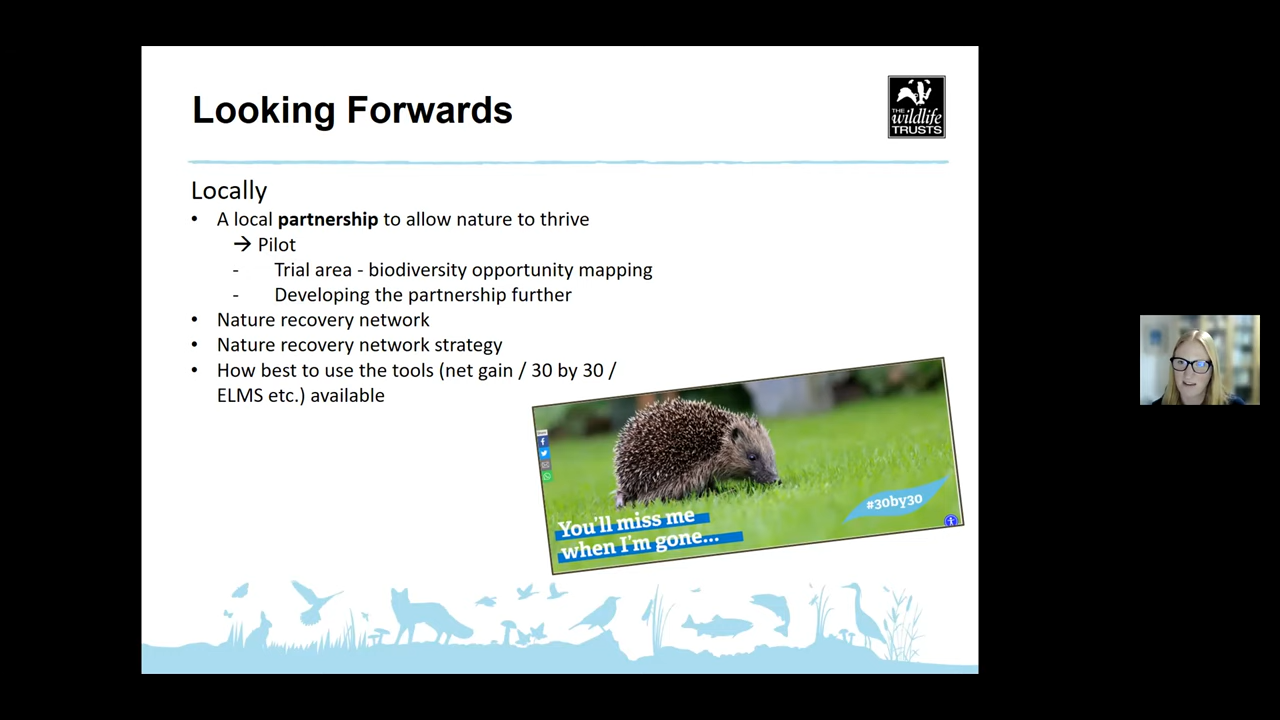 Looking Forwards
THE
wildlife
TRUSTS
Locally
• A local partnership to allow nature to thrive
→ Pilot
- Trial area - biodiversity opportunity mapping
- Developing the partnership further
• Nature recovery network
• Nature recovery network strategy
• How best to use the tools (net gain / 30 by 30 /
ELMS etc.) available
#30by30
You'll miss me
when I'm gone...